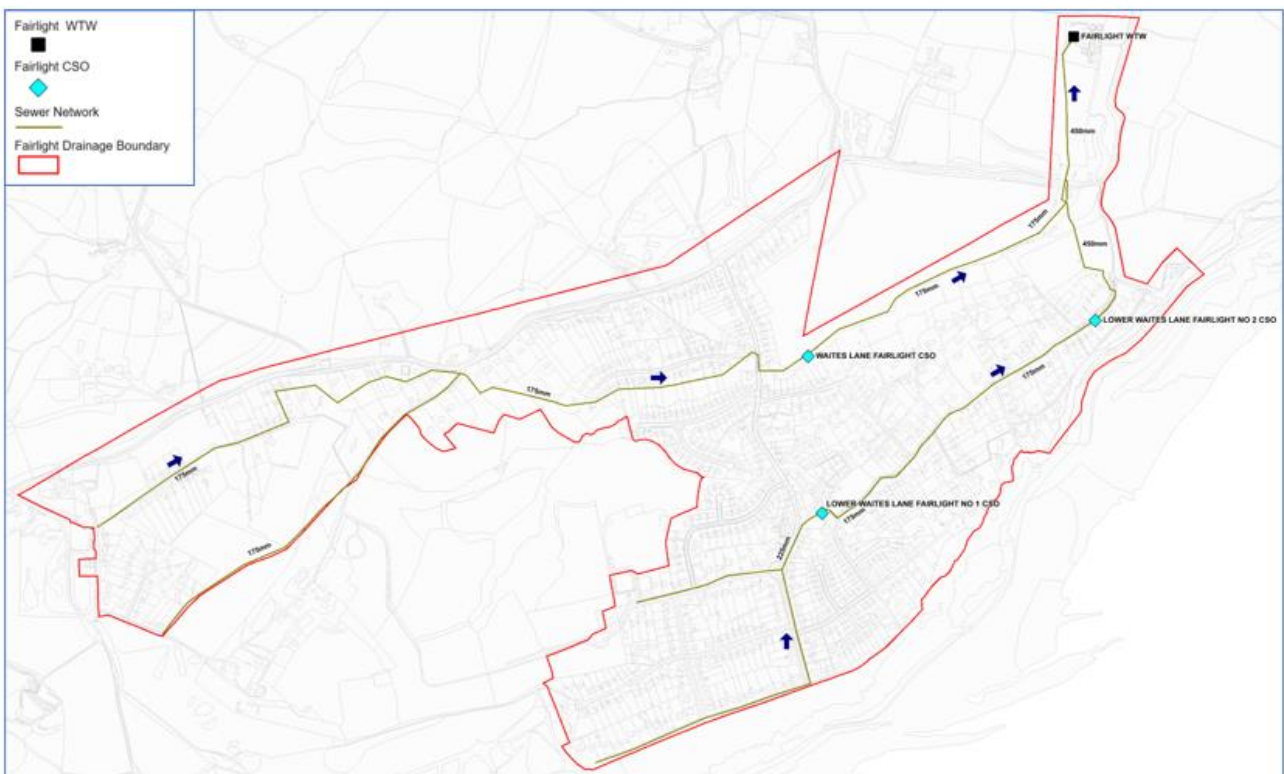 Fairlight WTW
Fairlight CSO
Sewer Network
Fairlight Drainage Boundary
FAIRLIGHT WTW
450mm
175mm
450mm
175mm
LOWER WAITES LANE FAIRLIGHT NO 2 CSO
WAITES LANE FAIRLIGHT CSO
175mm
175mm
175mm
LOWER WAITES LANE FAIRLIGHT NO 1 CSO
175mm
225mm
175mm